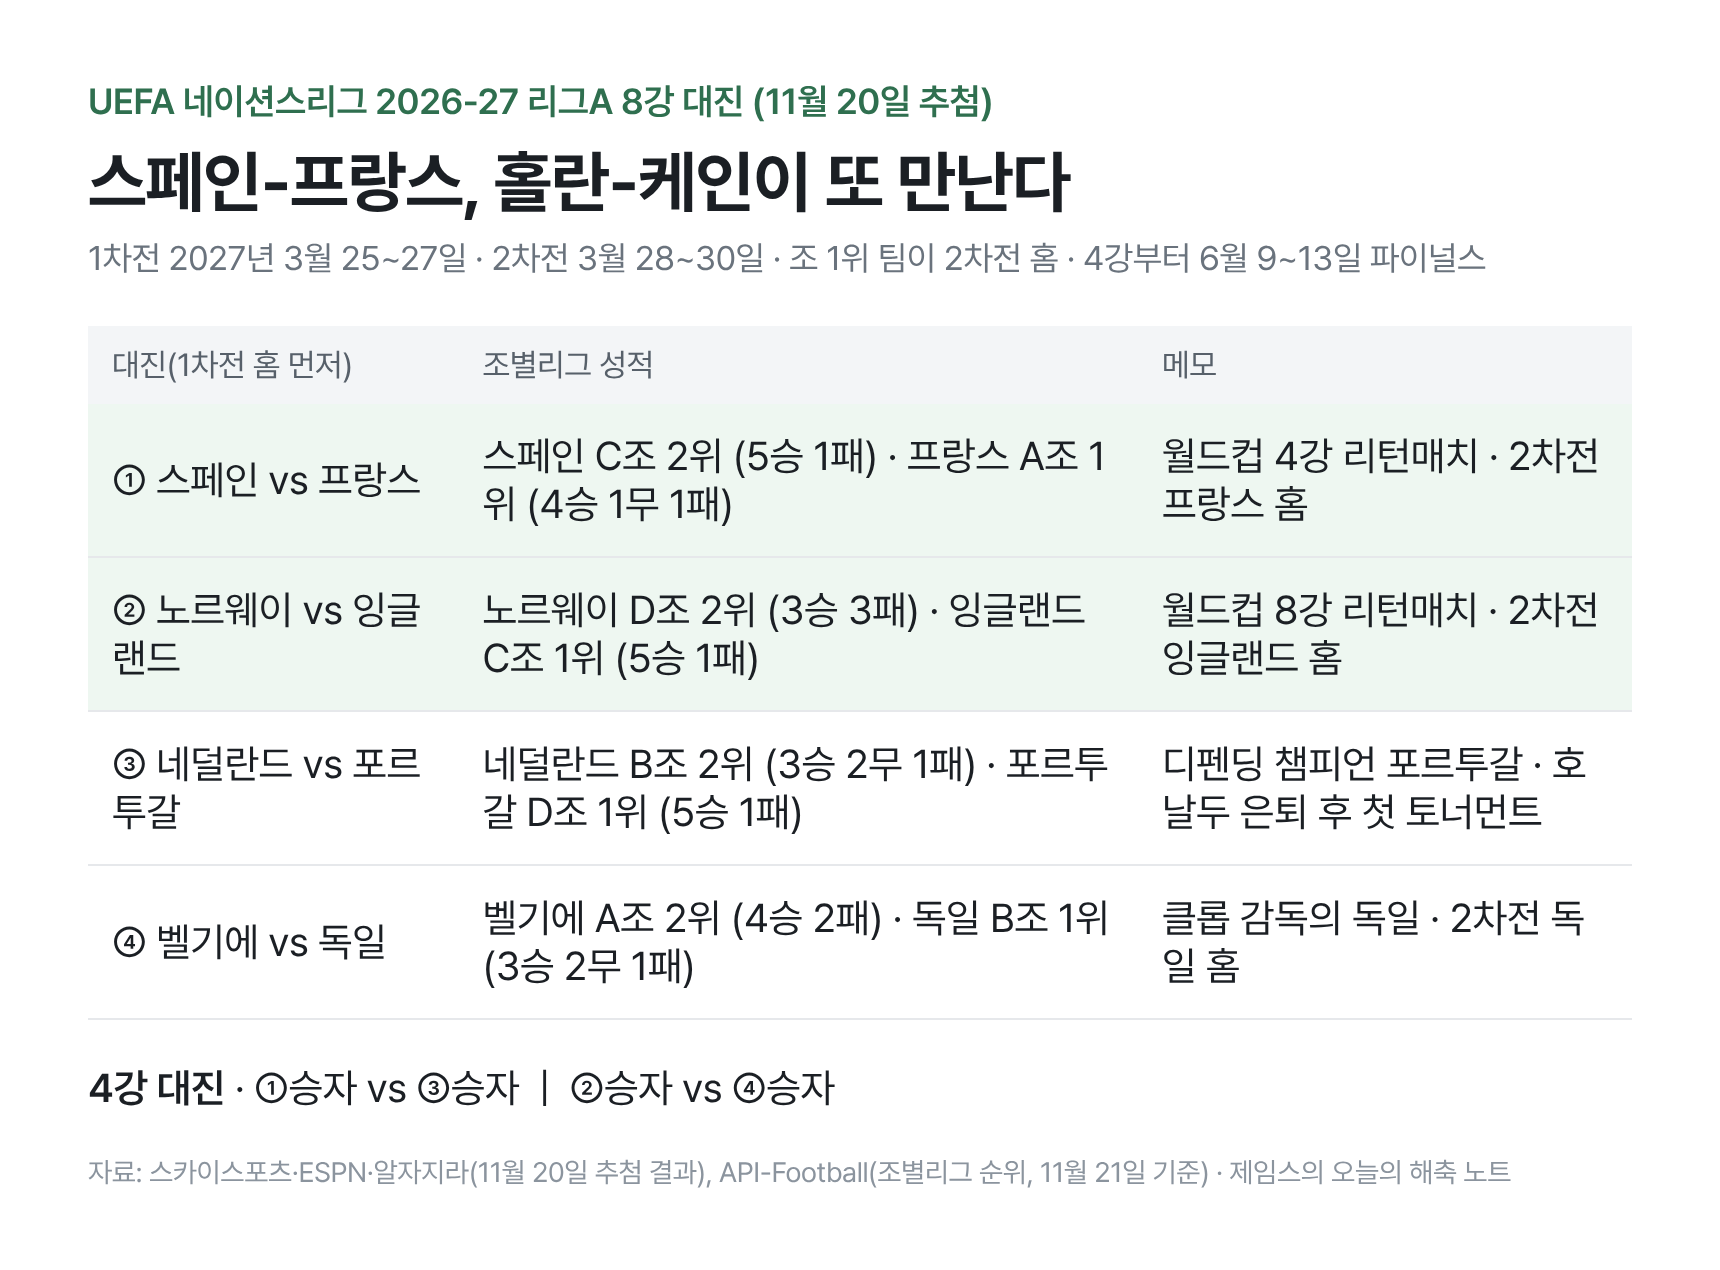 UEFA 네이션스리그 2026-27 리그A 8강 대진 (11월 20일 추첨)
스페인-프랑스, 홀란-케인이 또 만난다
1차전 2027년 3월 25~27일 · 2차전 3월 28~30일 · 조 1위 팀이 2차전 홈 · 4강부터 6월 9~13일 파이널스
대진(1차전 홈 먼저)
조별리그 성적
메모
① 스페인 vs 프랑스
스페인 C조 2위 (5승 1패) · 프랑스 A조 1
위 (4승 1무 1패)
월드컵 4강 리턴매치 · 2차전
프랑스 홈
② 노르웨이 vs 잉글
랜드
노르웨이 D조 2위 (3승 3패) · 잉글랜드
C조 1위 (5승 1패)
월드컵 8강 리턴매치 · 2차전
잉글랜드 홈
③ 네덜란드 vs 포르
투갈
네덜란드 B조 2위 (3승 2무 1패) · 포르투
갈 D조 1위 (5승 1패)
디펜딩 챔피언 포르투갈 · 호
날두 은퇴 후 첫 토너먼트
④ 벨기에 vs 독일
벨기에 A조 2위 (4승 2패) · 독일 B조 1위
(3승 2무 1패)
클롭 감독의 독일 · 2차전 독
일 홈
4강 대진 · ①승자 vs ③승자 | ②승자 vs ④승자
자료: 스카이스포츠·ESPN·알자지라(11월 20일 추첨 결과), API-Football(조별리그 순위, 11월 21일 기준) · 제임스의 오늘의 해축 노트